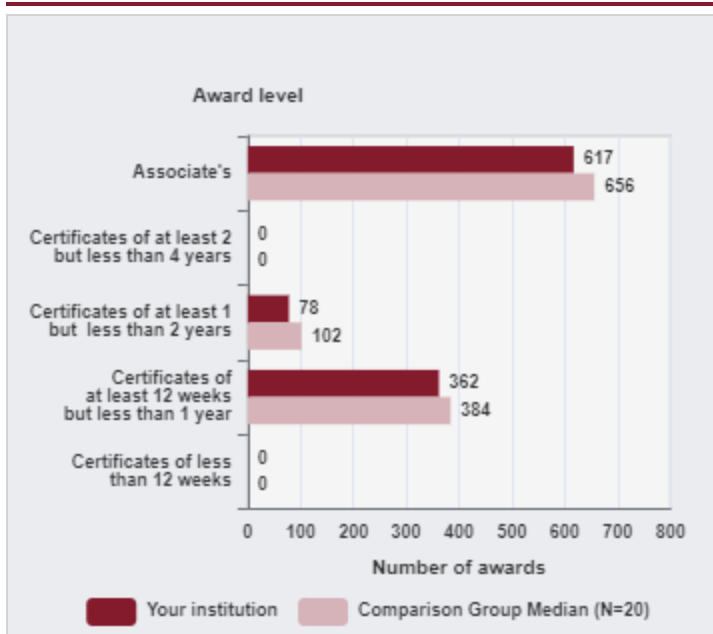 Award level
Associate's
617
656
Certificates of at least 2
but less than 4 years
0
0
Certificates of at least 1
but less than 2 years
78
102
Certificates of
at least 12 weeks
but less than 1 year
362
384
Certificates of less
than 12 weeks
0
0
0 100 200 300 400 500 600 700 800
Number of awards
Your institution Comparison Group Median (N=20)